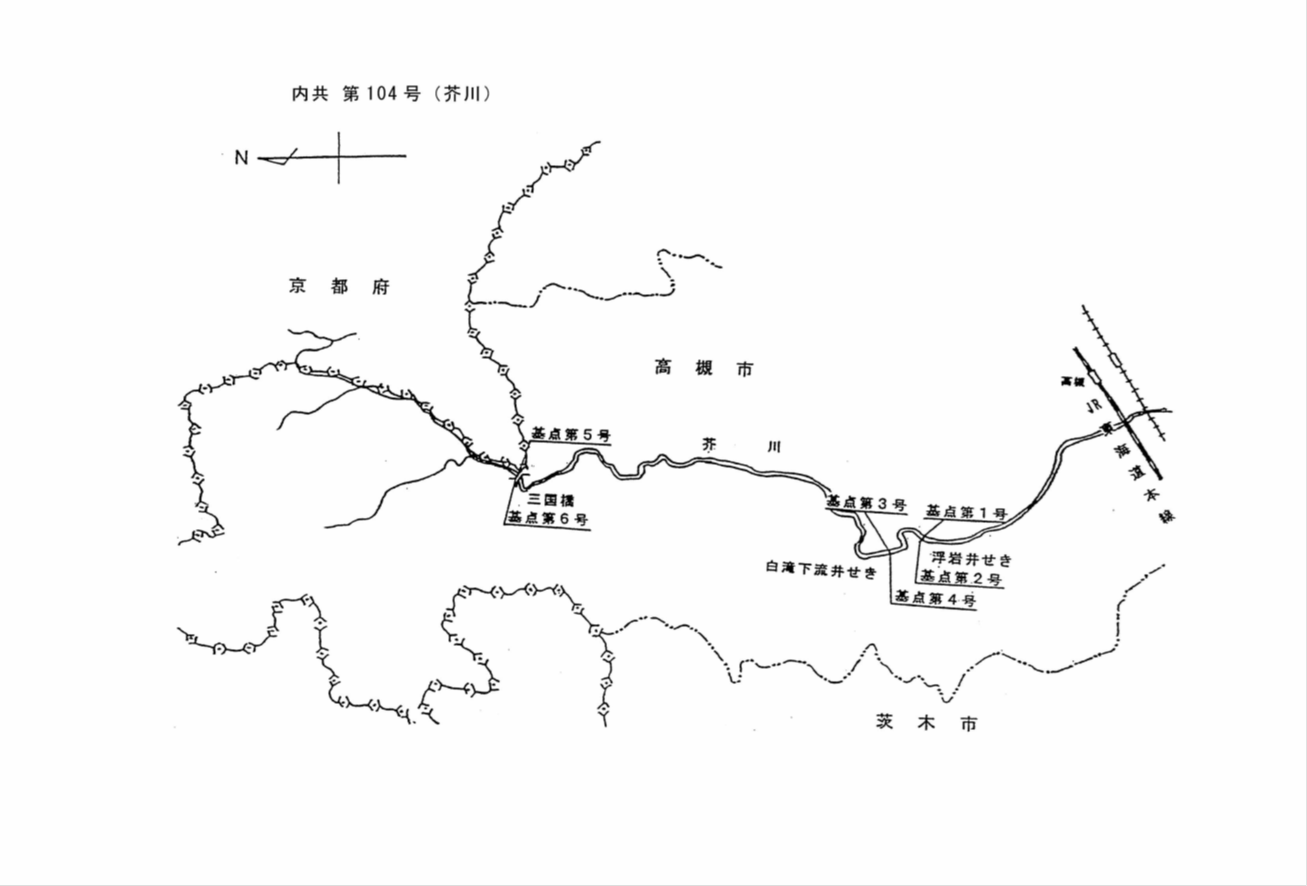 内共 第104号(芥川)
N
京都府
高槻市
高槻
JR東海道本線
基点第5号
芥川
三国橋
基点第6号
基点第3号
基点第1号
浮岩井せき
白滝下流井せき
基点第2号
基点第4号
茨木市